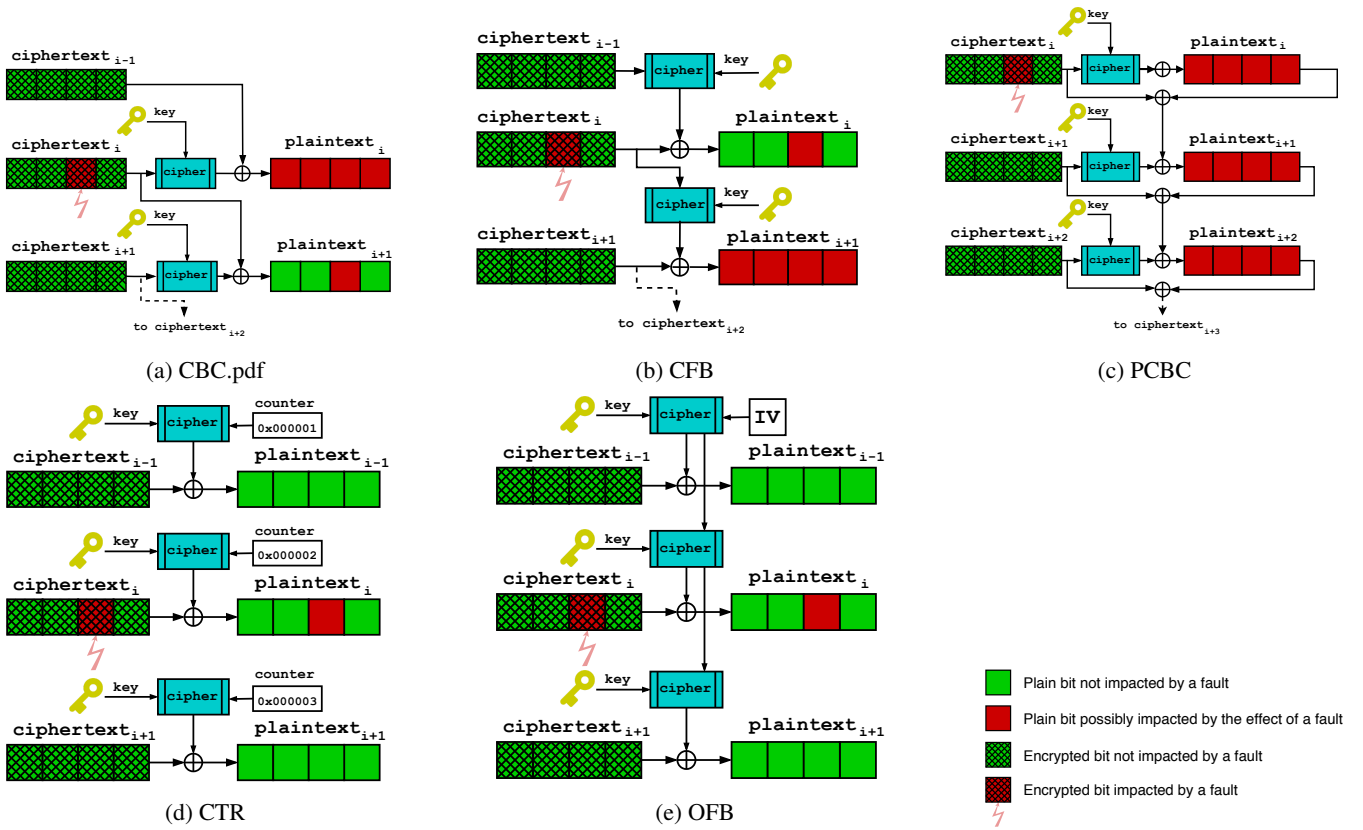 ciphertext i-1
key
ciphertext i
plaintext i
cipher
key
ciphertext i+1
plaintext i+1
cipher
to ciphertext i+2
(a) CBC.pdf
ciphertext i-1
cipher
key
ciphertext i
plaintext i
cipher
key
ciphertext i+1
plaintext i+1
to ciphertext i+2
(b) CFB
key
ciphertext i
plaintext i
cipher
key
ciphertext i+1
plaintext i+1
cipher
key
ciphertext i+2
plaintext i+2
cipher
to ciphertext i+3
(c) PCBC
counter
key
cipher
0x000001
ciphertext i-1
plaintext i-1
counter
key
cipher
0x000002
ciphertext i
plaintext i
counter
key
cipher
0x000003
ciphertext i+1
plaintext i+1
(d) CTR
key
cipher
IV
ciphertext i-1
plaintext i-1
key
cipher
ciphertext i
plaintext i
key
cipher
ciphertext i+1
plaintext i+1
(e) OFB
Plain bit not impacted by a fault
Plain bit possibly impacted by the effect of a fault
Encrypted bit not impacted by a fault
Encrypted bit impacted by a fault